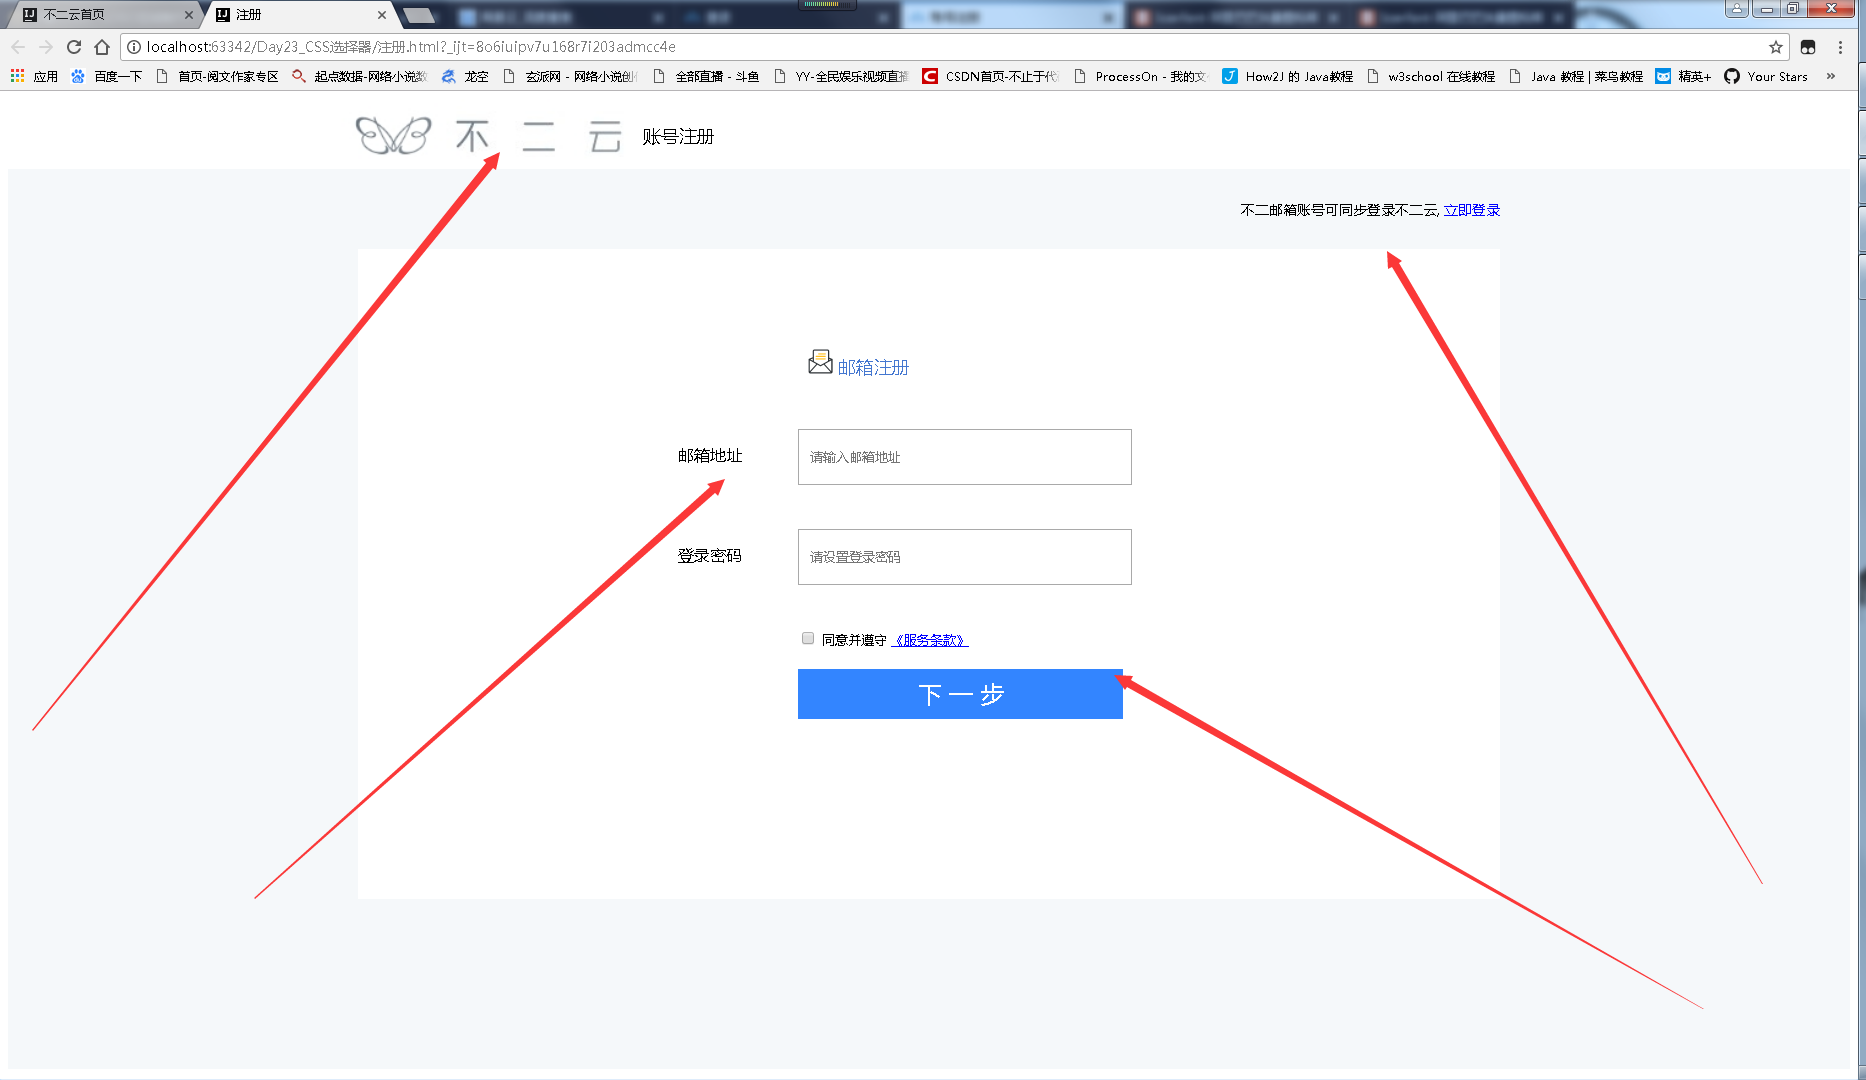 不二云首页 注册
localhost:63342/Day23_CSS选择器/注册.html?_ijt=8o6iuipv7u168r7i203admcc4e
应用 百度一下 首页-阅文作家专区 起点数据-网络小说数 龙空 玄派网 - 网络小说创 全部直播 - 斗鱼 YY-全民娱乐视频直播 CSDN首页-不止于代 ProcessOn - 我的文 How2J 的 Java教程 w3school 在线教程 Java 教程 | 菜鸟教程 精英+ Your Stars »
不二云 账号注册
不二邮箱账号可同步登录不二云, 立即登录
邮箱注册
邮箱地址 请输入邮箱地址
登录密码 请设置登录密码
同意并遵守 《服务条款》
下一步